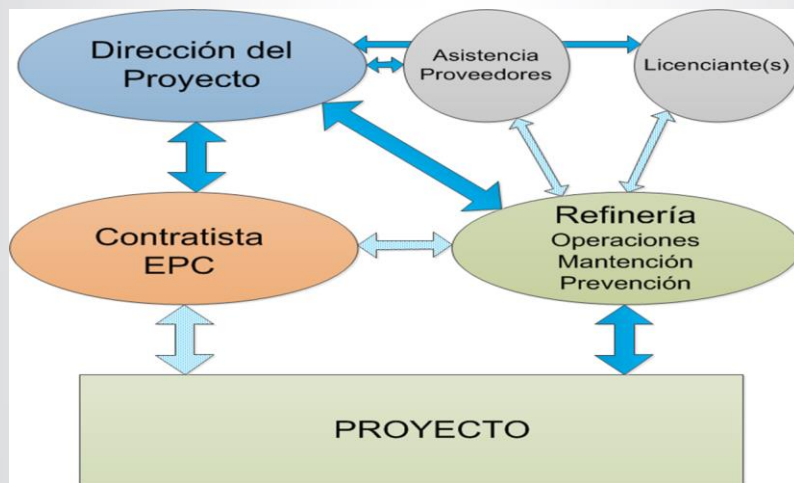 Dirección del
Proyecto
Asistencia
Proveedores
Licenciante(s)
Contratista
EPC
Refinería
Operaciones
Mantención
Prevención
PROYECTO